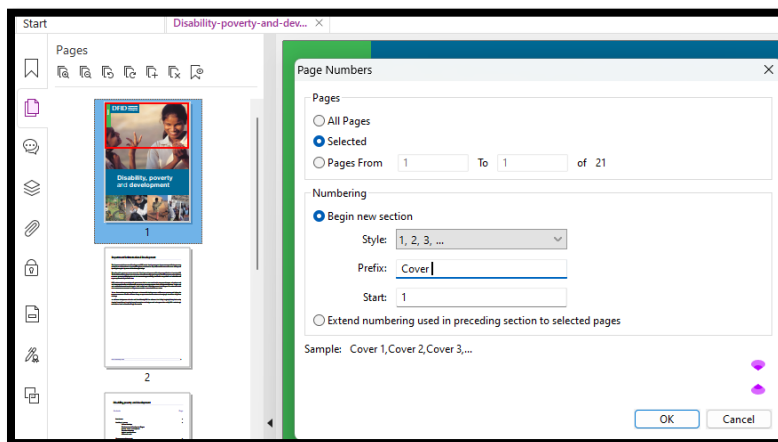 Start
Disability-poverty-and-dev...
Pages
DFID
Disability, poverty
and development
1
2
Page Numbers
Pages
All Pages
Selected
Pages From 1 To 1 of 21
Numbering
Begin new section
Style: 1, 2, 3, ...
Prefix: Cover
Start: 1
Extend numbering used in preceding section to selected pages
Sample: Cover 1,Cover 2,Cover 3,...
OK Cancel